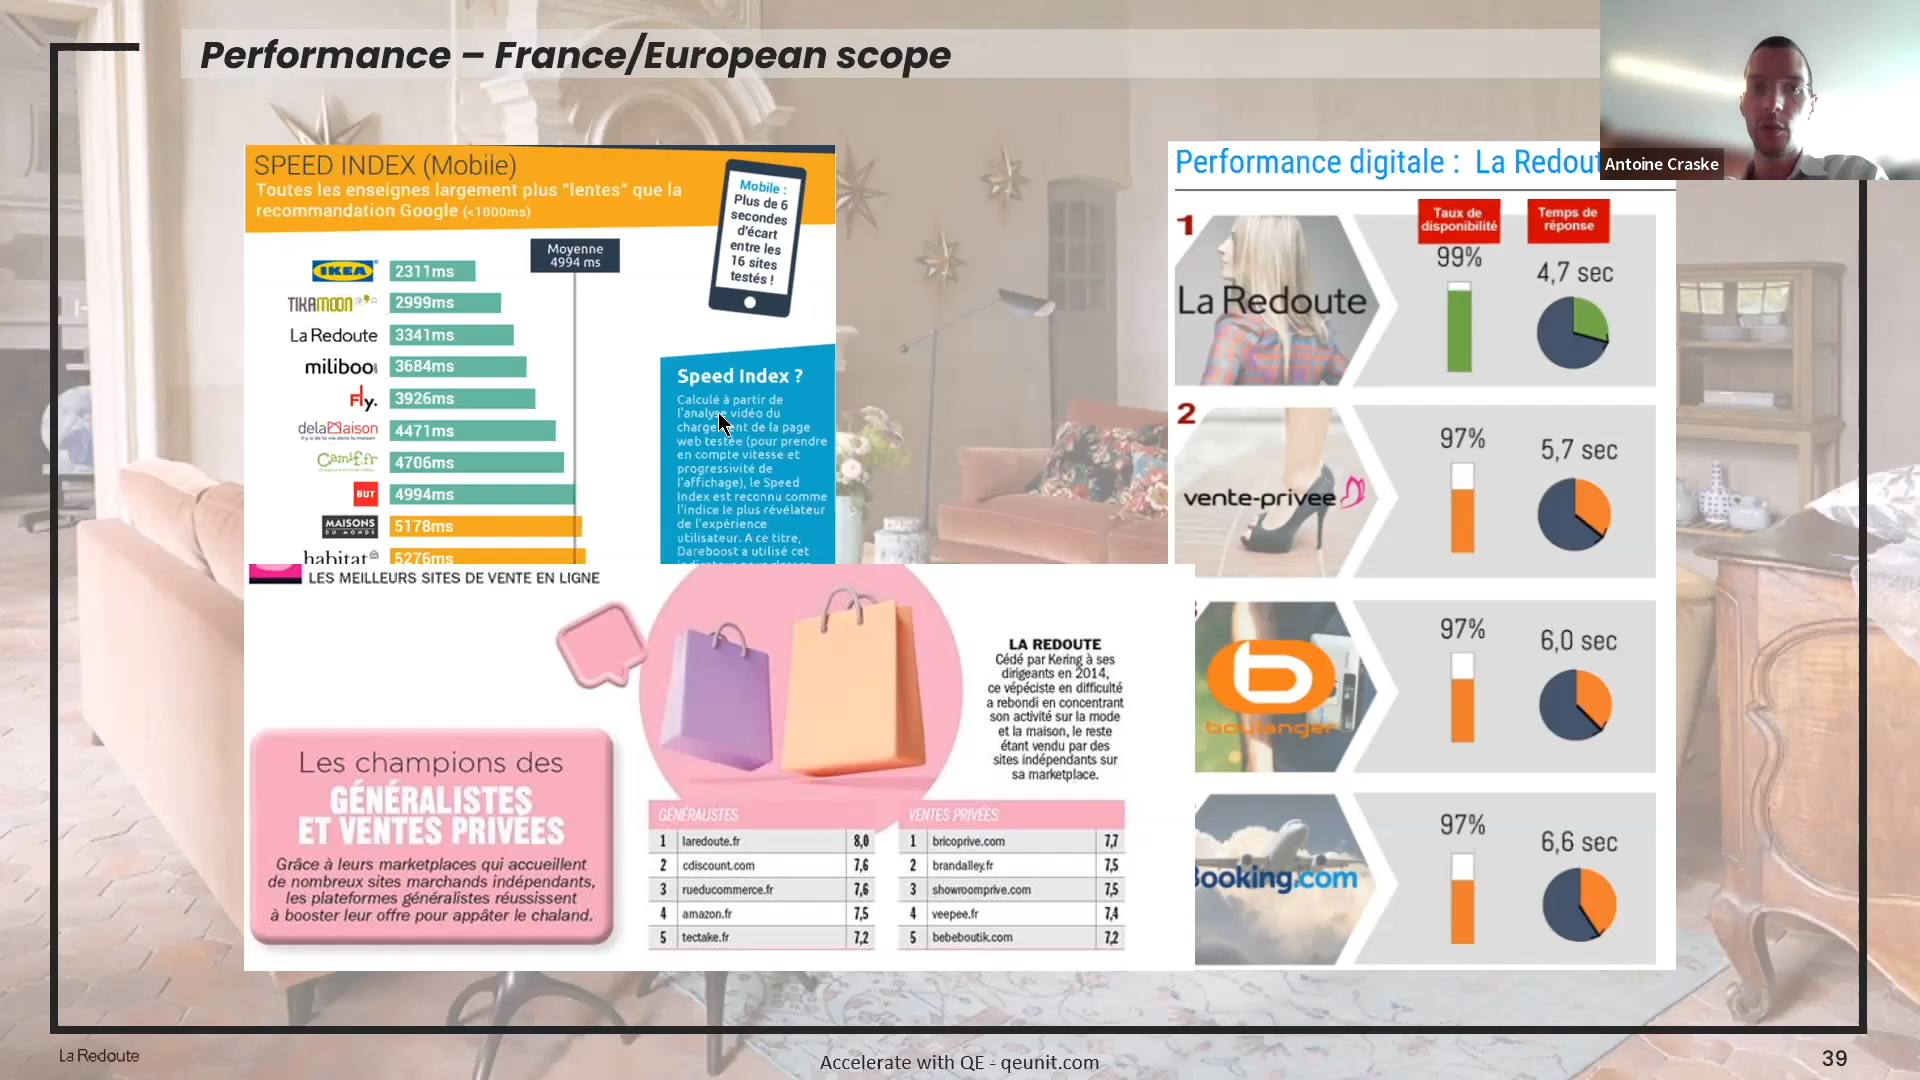 Performance – France/European scope
Antoine Craske
SPEED INDEX (Mobile)
Toutes les enseignes largement plus "lentes" que la
recommandation Google (<1000ms)
Mobile :
Plus de 6
secondes
d'écart
entre les
16 sites
testés !
Moyenne
4994 ms
IKEA 2311ms
TIKAMOON 2999ms
La Redoute 3341ms
miliboo 3684ms
Fly. 3926ms
delamaison 4471ms
Camif.fr 4706ms
BUT 4994ms
MAISONS DU MONDE 5178ms
habitat 5276ms
Speed Index ?
Calculé à partir de
l'analyse vidéo du
chargement de la page
web testée (pour prendre
en compte vitesse et
progressivité de
l'affichage), le Speed
Index est reconnu comme
l'indice le plus révélateur
de l'expérience
utilisateur. A ce titre,
Dareboost a utilisé cet
LES MEILLEURS SITES DE VENTE EN LIGNE
Les champions des
GÉNÉRALISTES
ET VENTES PRIVÉES
Grâce à leurs marketplaces qui accueillent
de nombreux sites marchands indépendants,
les plateformes généralistes réussissent
à booster leur offre pour appâter le chaland.
LA REDOUTE
Cédé par Kering à ses
dirigeants en 2014,
ce vépéciste en difficulté
a rebondi en concentrant
son activité sur la mode
et la maison, le reste
étant vendu par des
sites indépendants sur
sa marketplace.
GÉNÉRALISTES
1 laredoute.fr 8,0
2 cdiscount.com 7,6
3 rueducommerce.fr 7,6
4 amazon.fr 7,5
5 tectake.fr 7,2
VENTES PRIVÉES
1 bricoprive.com 7,7
2 brandalley.fr 7,5
3 showroomprive.com 7,5
4 veepee.fr 7,4
5 bebeboutik.com 7,2
Performance digitale : La Redout
Taux de
disponibilité
Temps de
réponse
1 La Redoute 99% 4,7 sec
2 vente-privee 97% 5,7 sec
boulanger 97% 6,0 sec
Booking.com 97% 6,6 sec
La Redoute
Accelerate with QE - qeunit.com
39